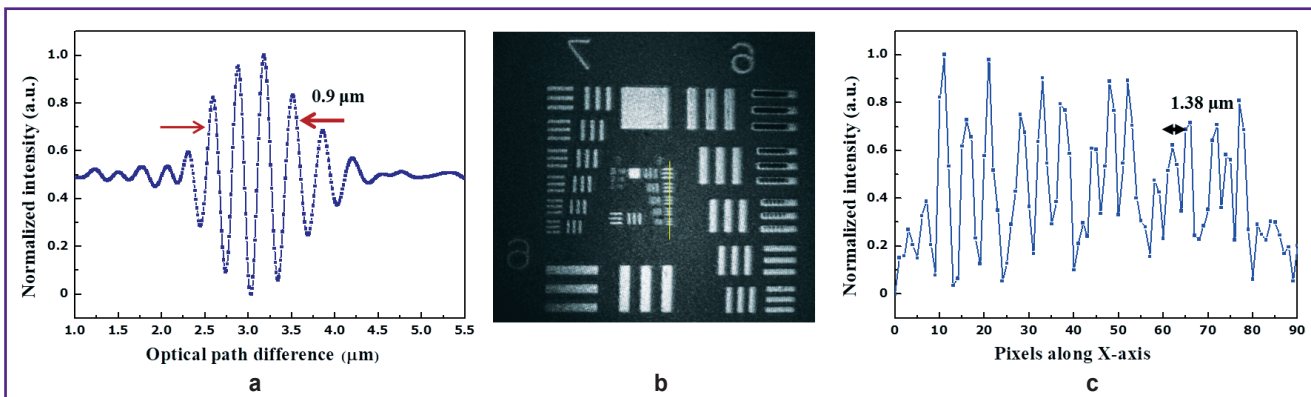 1.0
0.8
0.6
0.4
0.2
0
Normalized intensity (a.u.)
0.9 μm
1.0 1.5 2.0 2.5 3.0 3.5 4.0 4.5 5.0 5.5
Optical path difference (μm)
a
7 6
b
1.0
0.8
0.6
0.4
0.2
0
Normalized intensity (a.u.)
1.38 μm
0 10 20 30 40 50 60 70 80 90
Pixels along X-axis
c